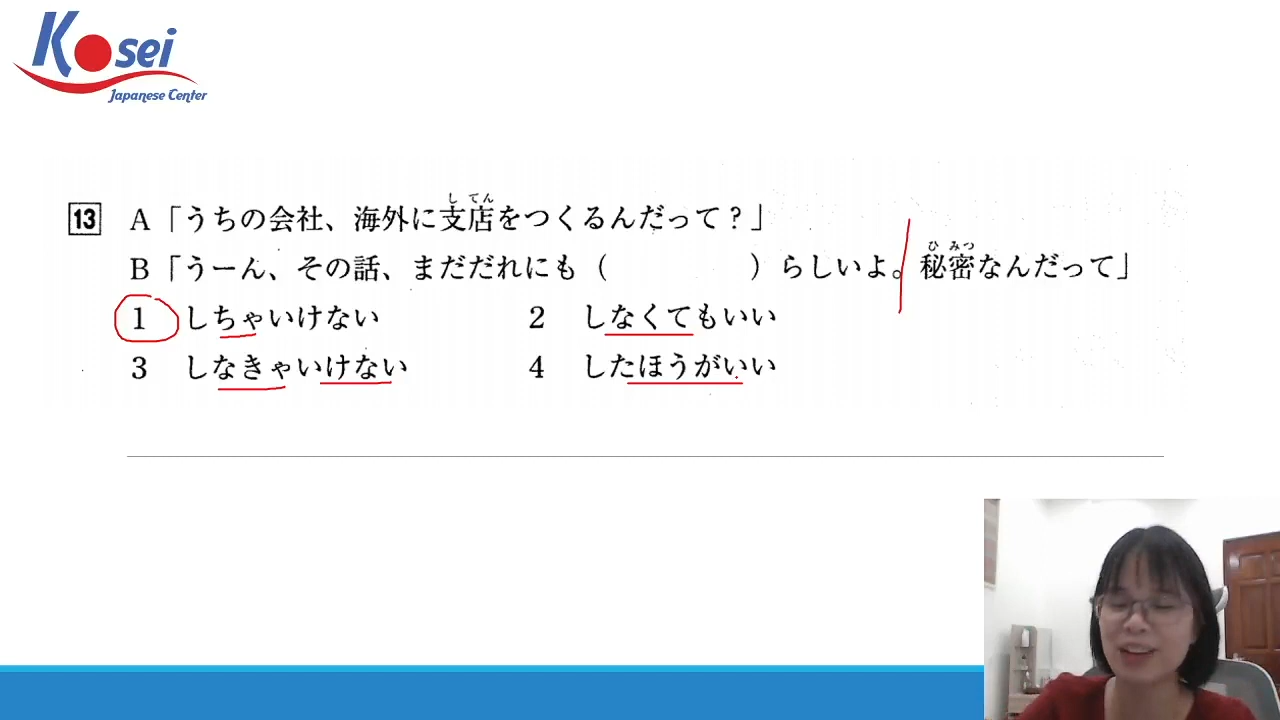 Kosei
Japanese Center
し てん
13 A「うちの会社、海外に支店をつくるんだって？」
ひ みつ
B「うーん、その話、まだだれにも（ ）らしいよ。秘密なんだって」
1 しちゃいけない 2 しなくてもいい
3 しなきゃいけない 4 したほうがいい